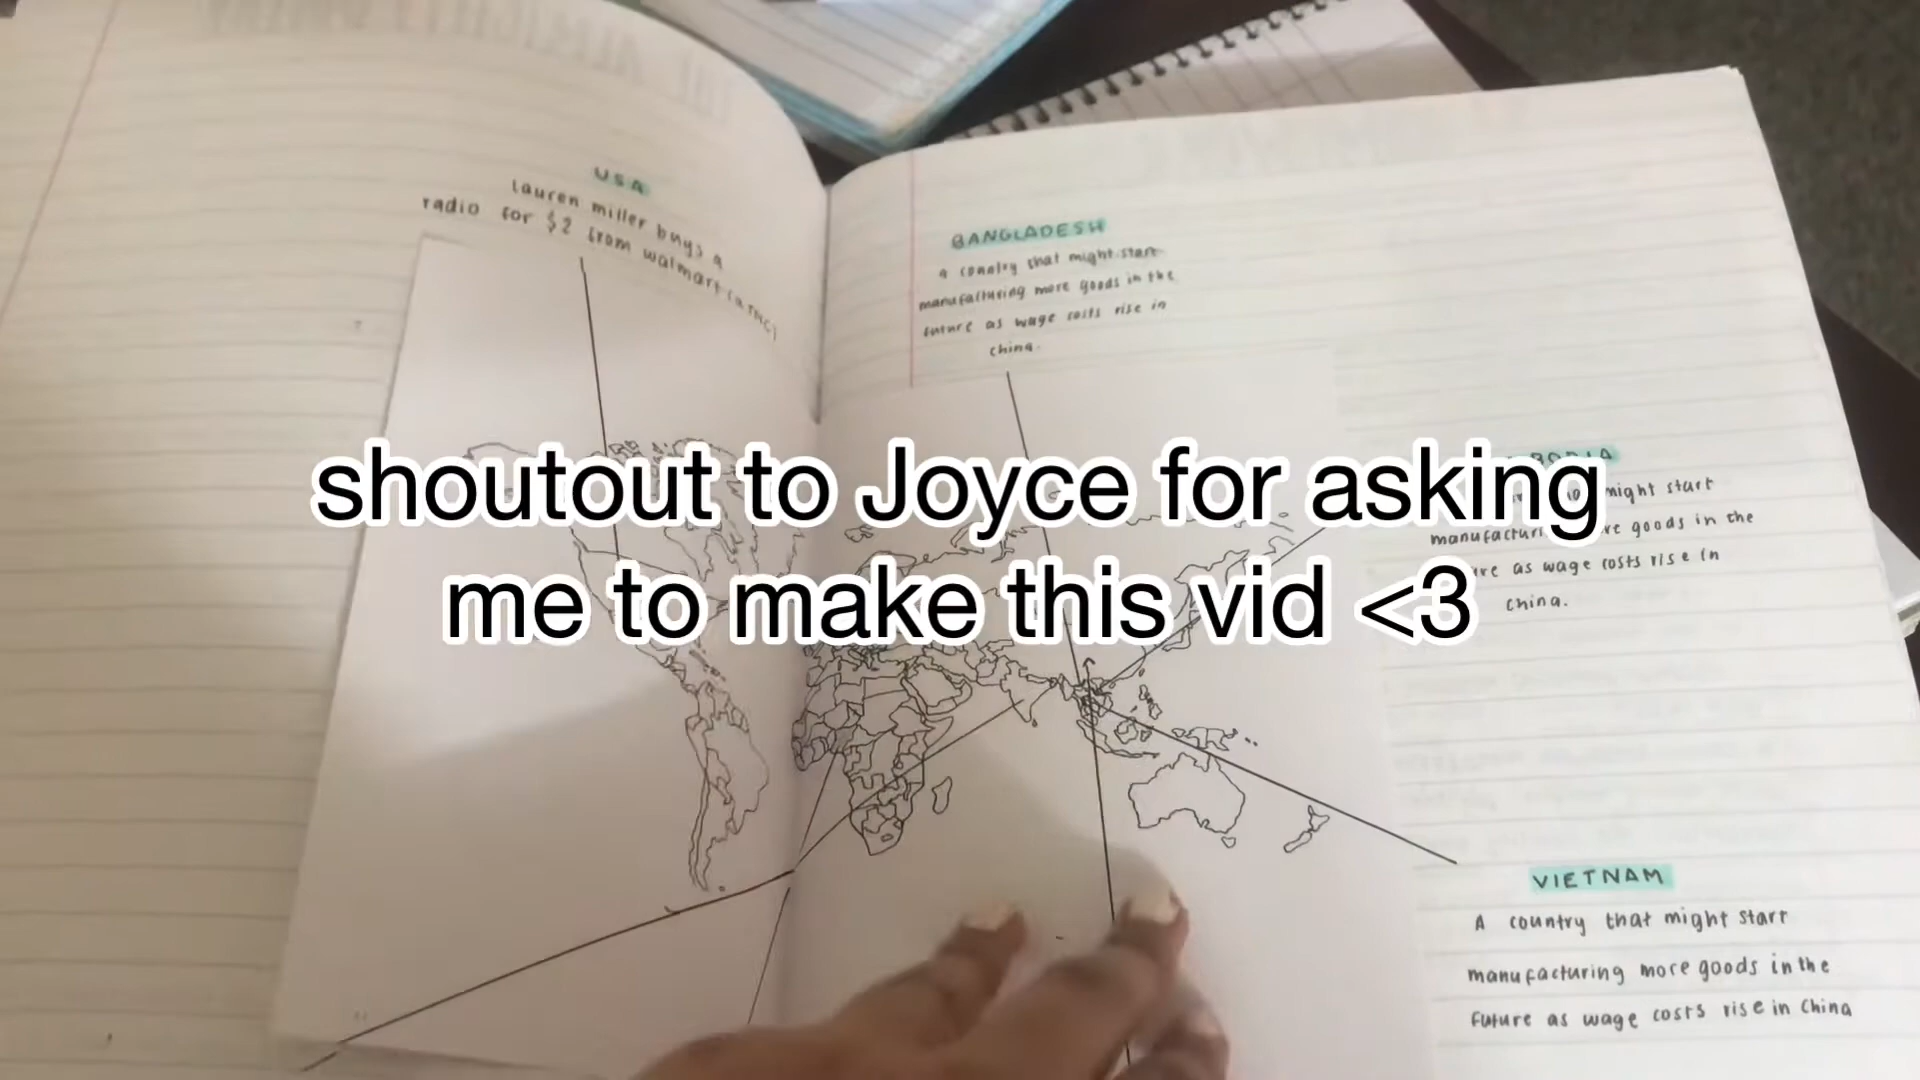 USA
Lauren miller buys a
radio for $2 from walmart (a TNC)
BANGLADESH
a country that might start
manufacturing more goods in the
future as wage costs rise in
china.
shoutout to Joyce for asking
me to make this vid <3
might start
goods in the
as wage costs rise in
china.
VIETNAM
A country that might start
manufacturing more goods in the
future as wage costs rise in China